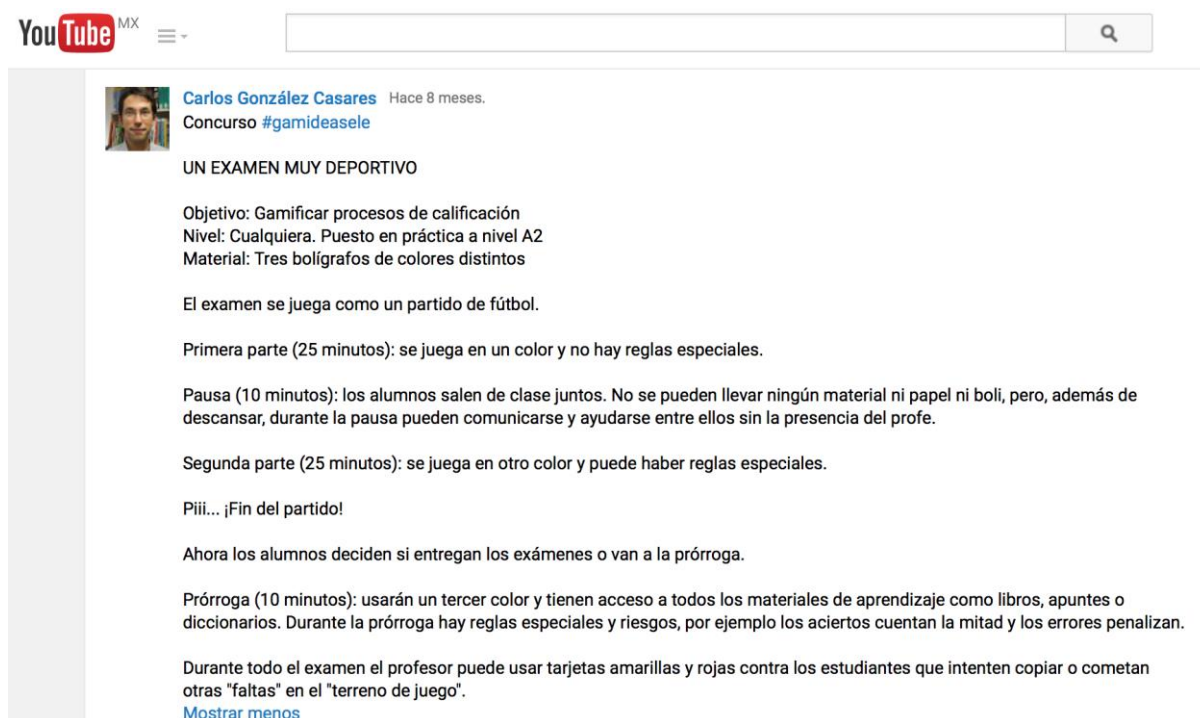 YouTube MX
Carlos González Casares Hace 8 meses.
Concurso #gamideasele
UN EXAMEN MUY DEPORTIVO
Objetivo: Gamificar procesos de calificación
Nivel: Cualquiera. Puesto en práctica a nivel A2
Material: Tres bolígrafos de colores distintos
El examen se juega como un partido de fútbol.
Primera parte (25 minutos): se juega en un color y no hay reglas especiales.
Pausa (10 minutos): los alumnos salen de clase juntos. No se pueden llevar ningún material ni papel ni boli, pero, además de
descansar, durante la pausa pueden comunicarse y ayudarse entre ellos sin la presencia del profe.
Segunda parte (25 minutos): se juega en otro color y puede haber reglas especiales.
Piii... ¡Fin del partido!
Ahora los alumnos deciden si entregan los exámenes o van a la prórroga.
Prórroga (10 minutos): usarán un tercer color y tienen acceso a todos los materiales de aprendizaje como libros, apuntes o
diccionarios. Durante la prórroga hay reglas especiales y riesgos, por ejemplo los aciertos cuentan la mitad y los errores penalizan.
Durante todo el examen el profesor puede usar tarjetas amarillas y rojas contra los estudiantes que intenten copiar o cometan
otras "faltas" en el "terreno de juego".
Mostrar menos